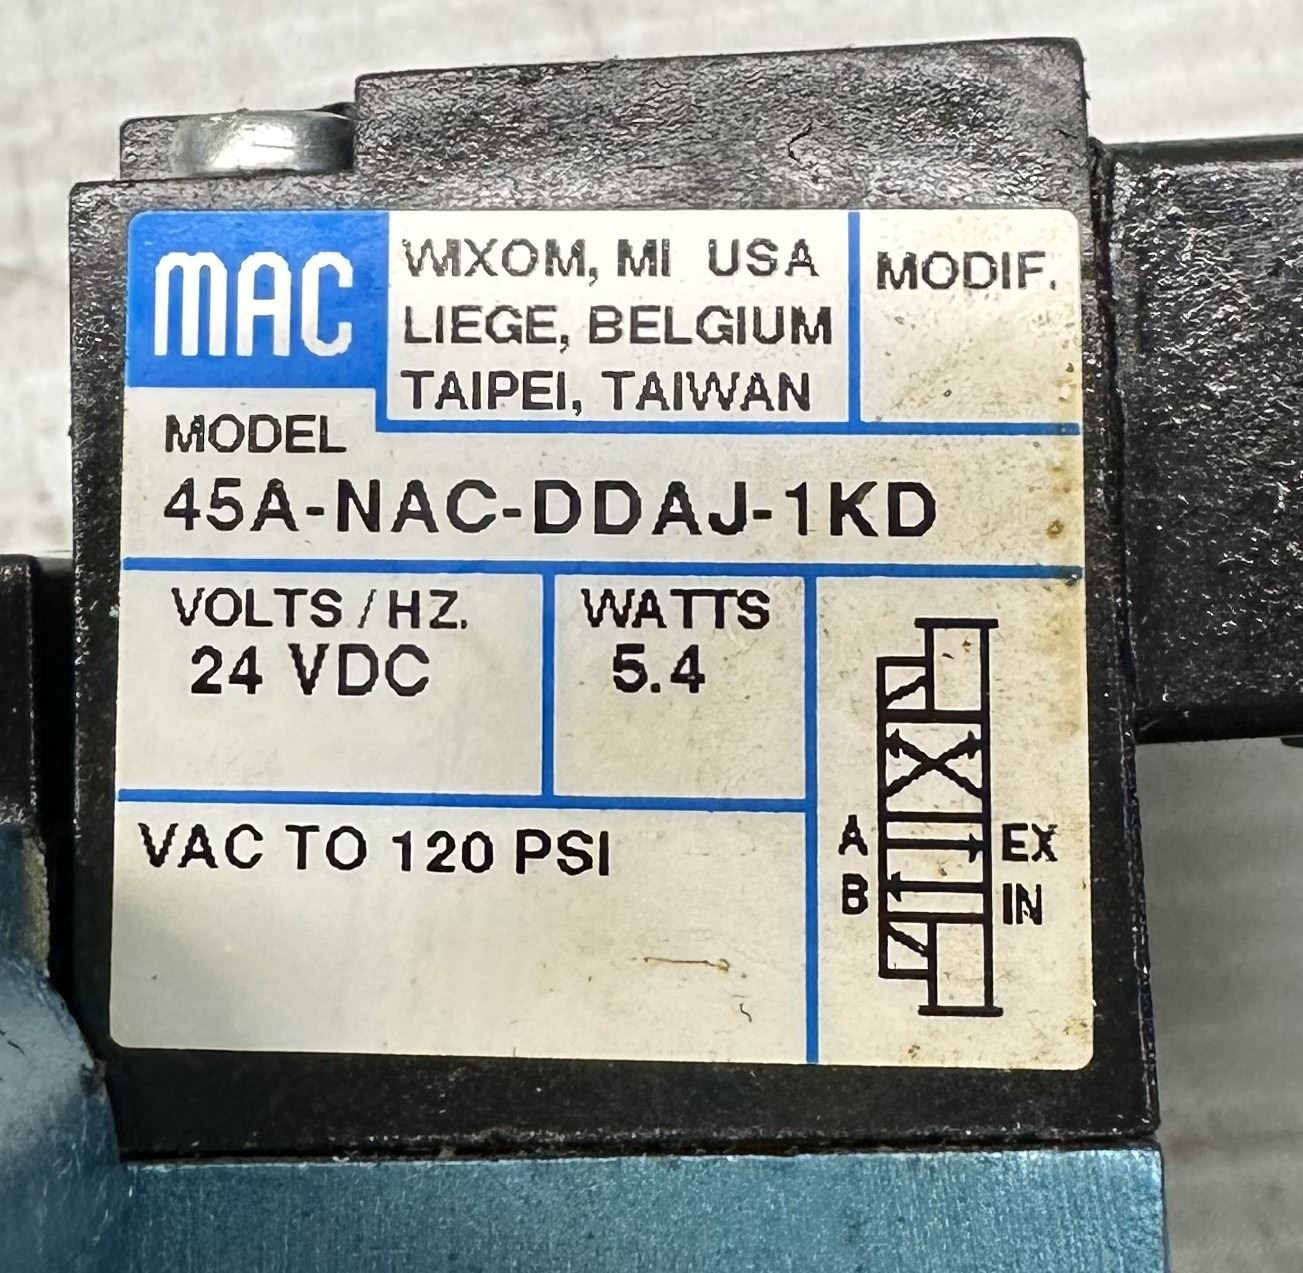 MAC
WIXOM, MI USA
LIEGE, BELGIUM
TAIPEI, TAIWAN
MODIF.
MODEL
45A-NAC-DDAJ-1KD
VOLTS/HZ.
24 VDC
WATTS
5.4
VAC TO 120 PSI
A EX
B IN